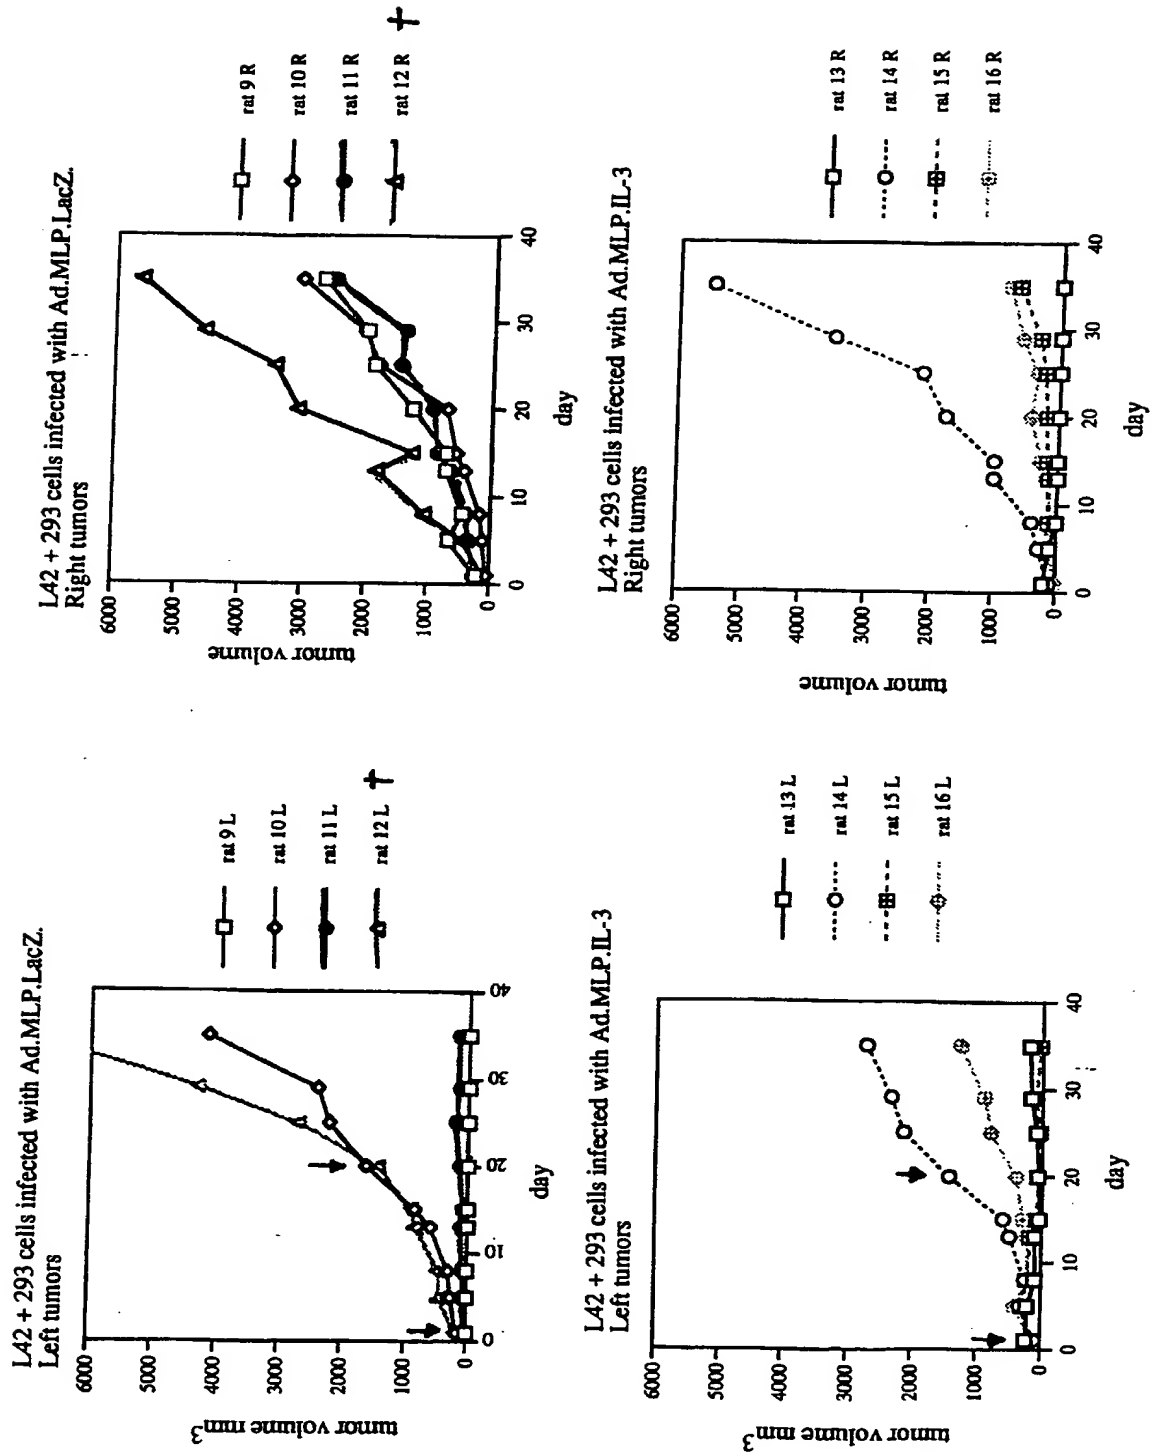 L42 + 293 cells infected with Ad.MLP.LacZ.
Left tumors
tumor volume mm3
6000
5000
4000
3000
2000
1000
0
0
10
20
30
40
day
rat 9 L
rat 10 L
rat 11 L
rat 12 L †
L42 + 293 cells infected with Ad.MLP.LacZ.
Right tumors
tumor volume
6000
5000
4000
3000
2000
1000
0
0
10
20
30
40
day
rat 9 R
rat 10 R
rat 11 R
rat 12 R †
L42 + 293 cells infected with Ad.MLP.IL-3
Left tumors
tumor volume mm3
6000
5000
4000
3000
2000
1000
0
0
10
20
30
40
day
rat 13 L
rat 14 L
rat 15 L
rat 16 L
L42 + 293 cells infected with Ad.MLP.IL-3
Right tumors
tumor volume
6000
5000
4000
3000
2000
1000
0
0
10
20
30
40
day
rat 13 R
rat 14 R
rat 15 R
rat 16 R